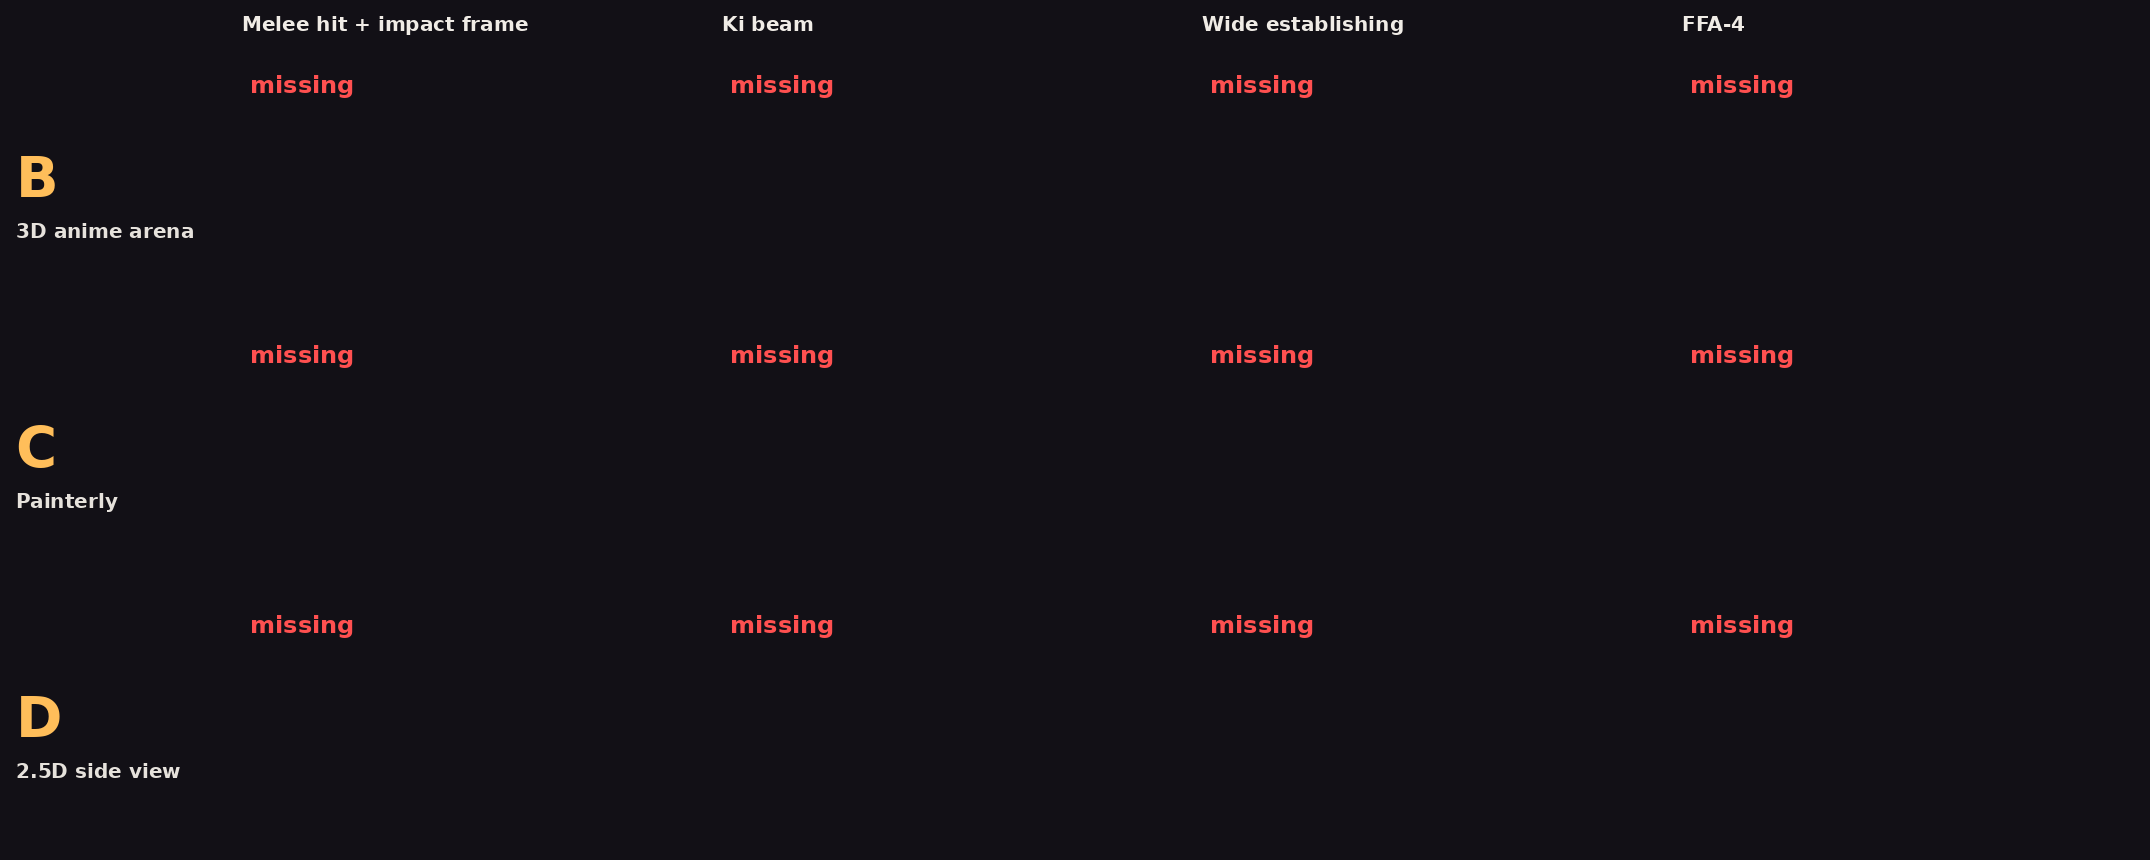 Melee hit + impact frame Ki beam Wide establishing FFA-4
missing missing missing missing
B
3D anime arena
missing missing missing missing
C
Painterly
missing missing missing missing
D
2.5D side view